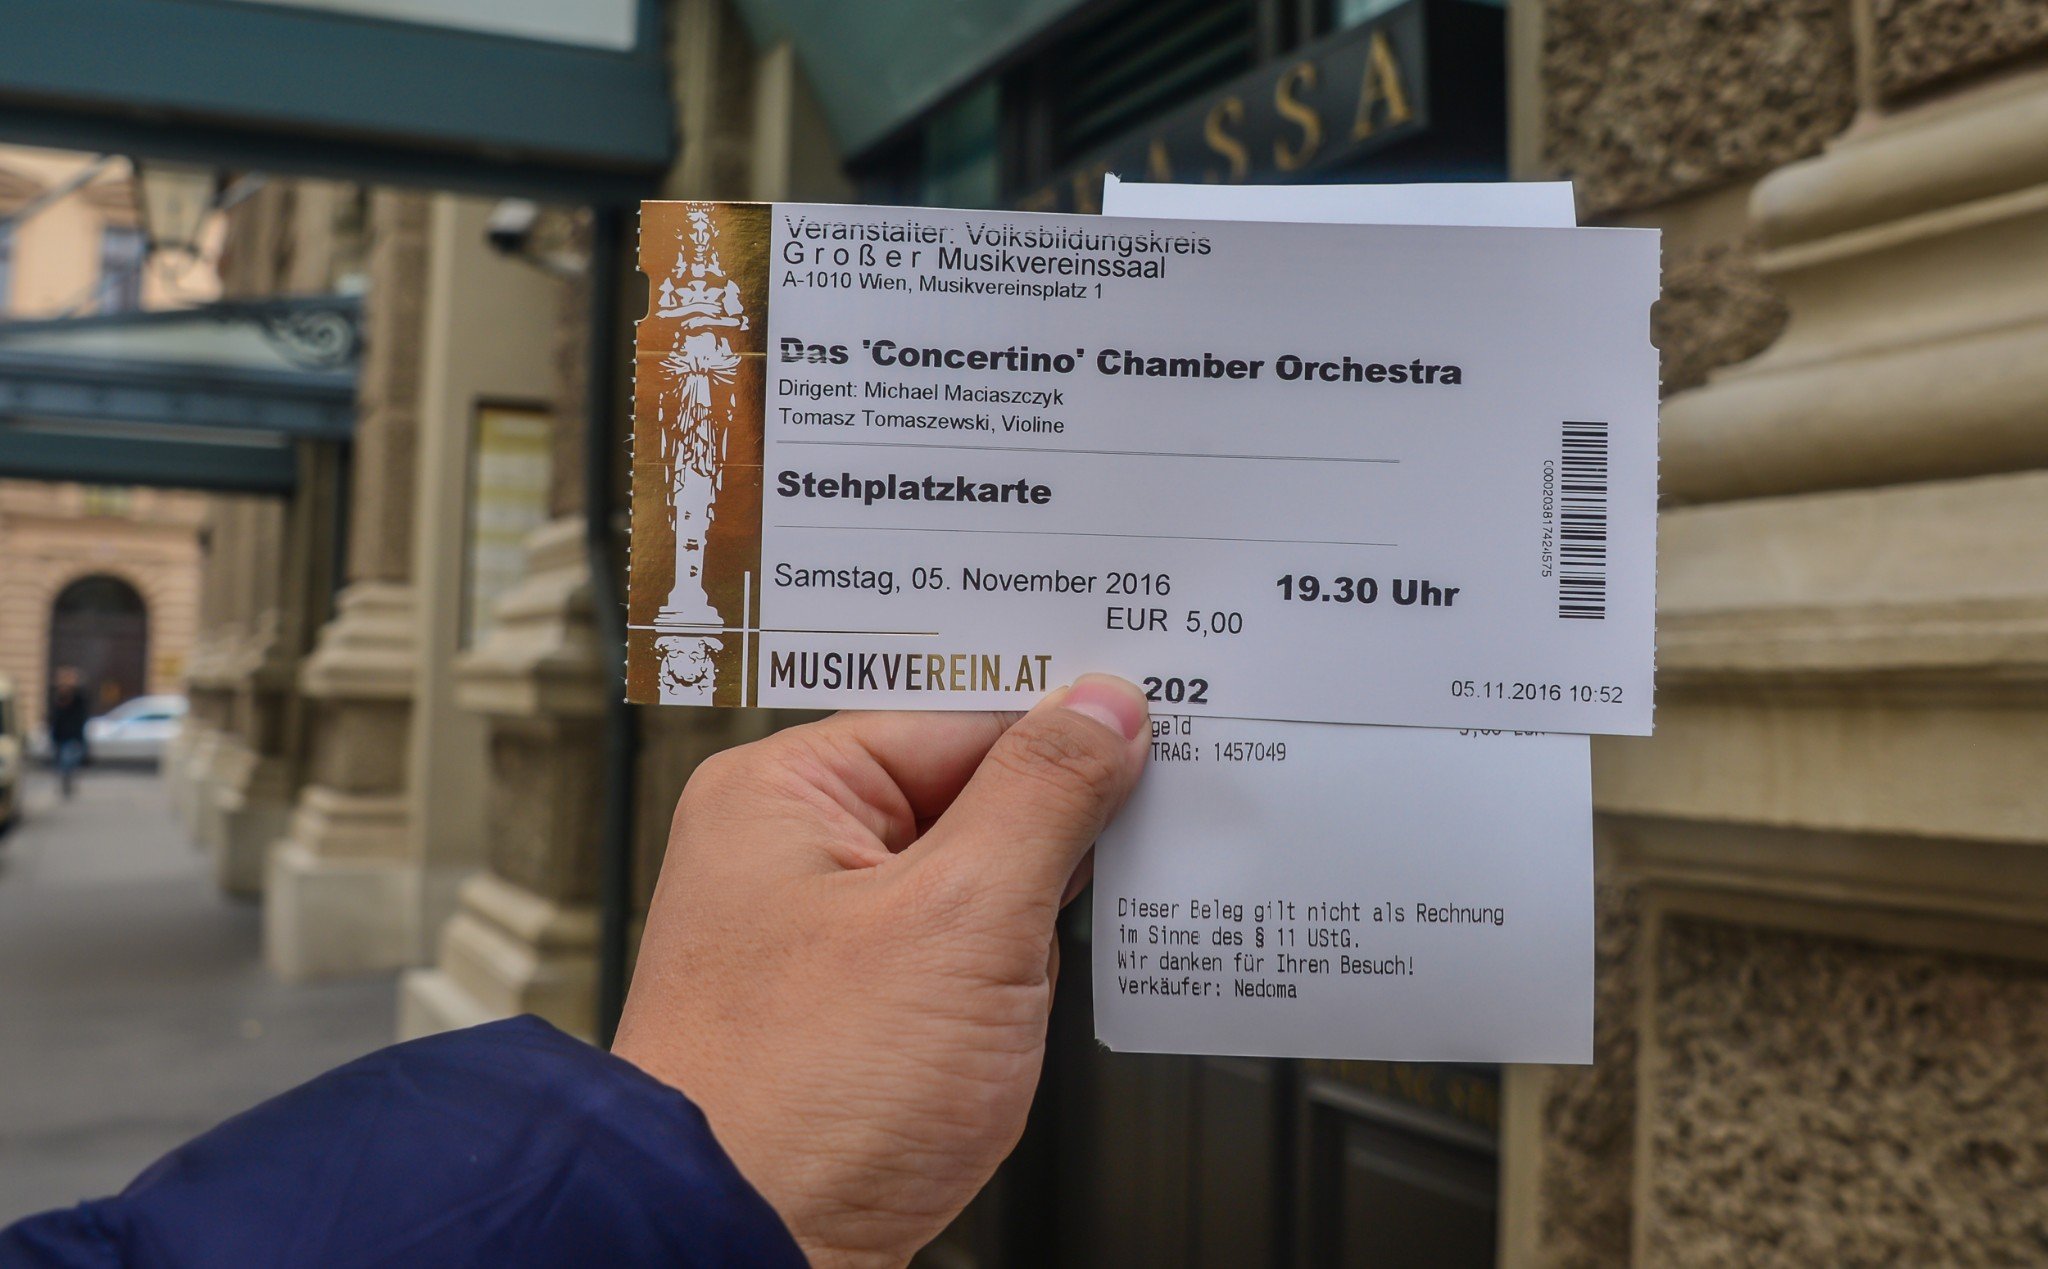 KASSA
Veranstalter: Volksbildungskreis
Großer Musikvereinssaal
A-1010 Wien, Musikvereinsplatz 1
Das 'Concertino' Chamber Orchestra
Dirigent: Michael Maciaszczyk
Tomasz Tomaszewski, Violine
Stehplatzkarte
Samstag, 05. November 2016 19.30 Uhr
EUR 5,00
MUSIKVEREIN.AT 202 05.11.2016 10:52
geld 5,00 EUR
TRAG: 1457049
Dieser Beleg gilt nicht als Rechnung
im Sinne des § 11 UStG.
Wir danken für Ihren Besuch!
Verkäufer: Nedoma